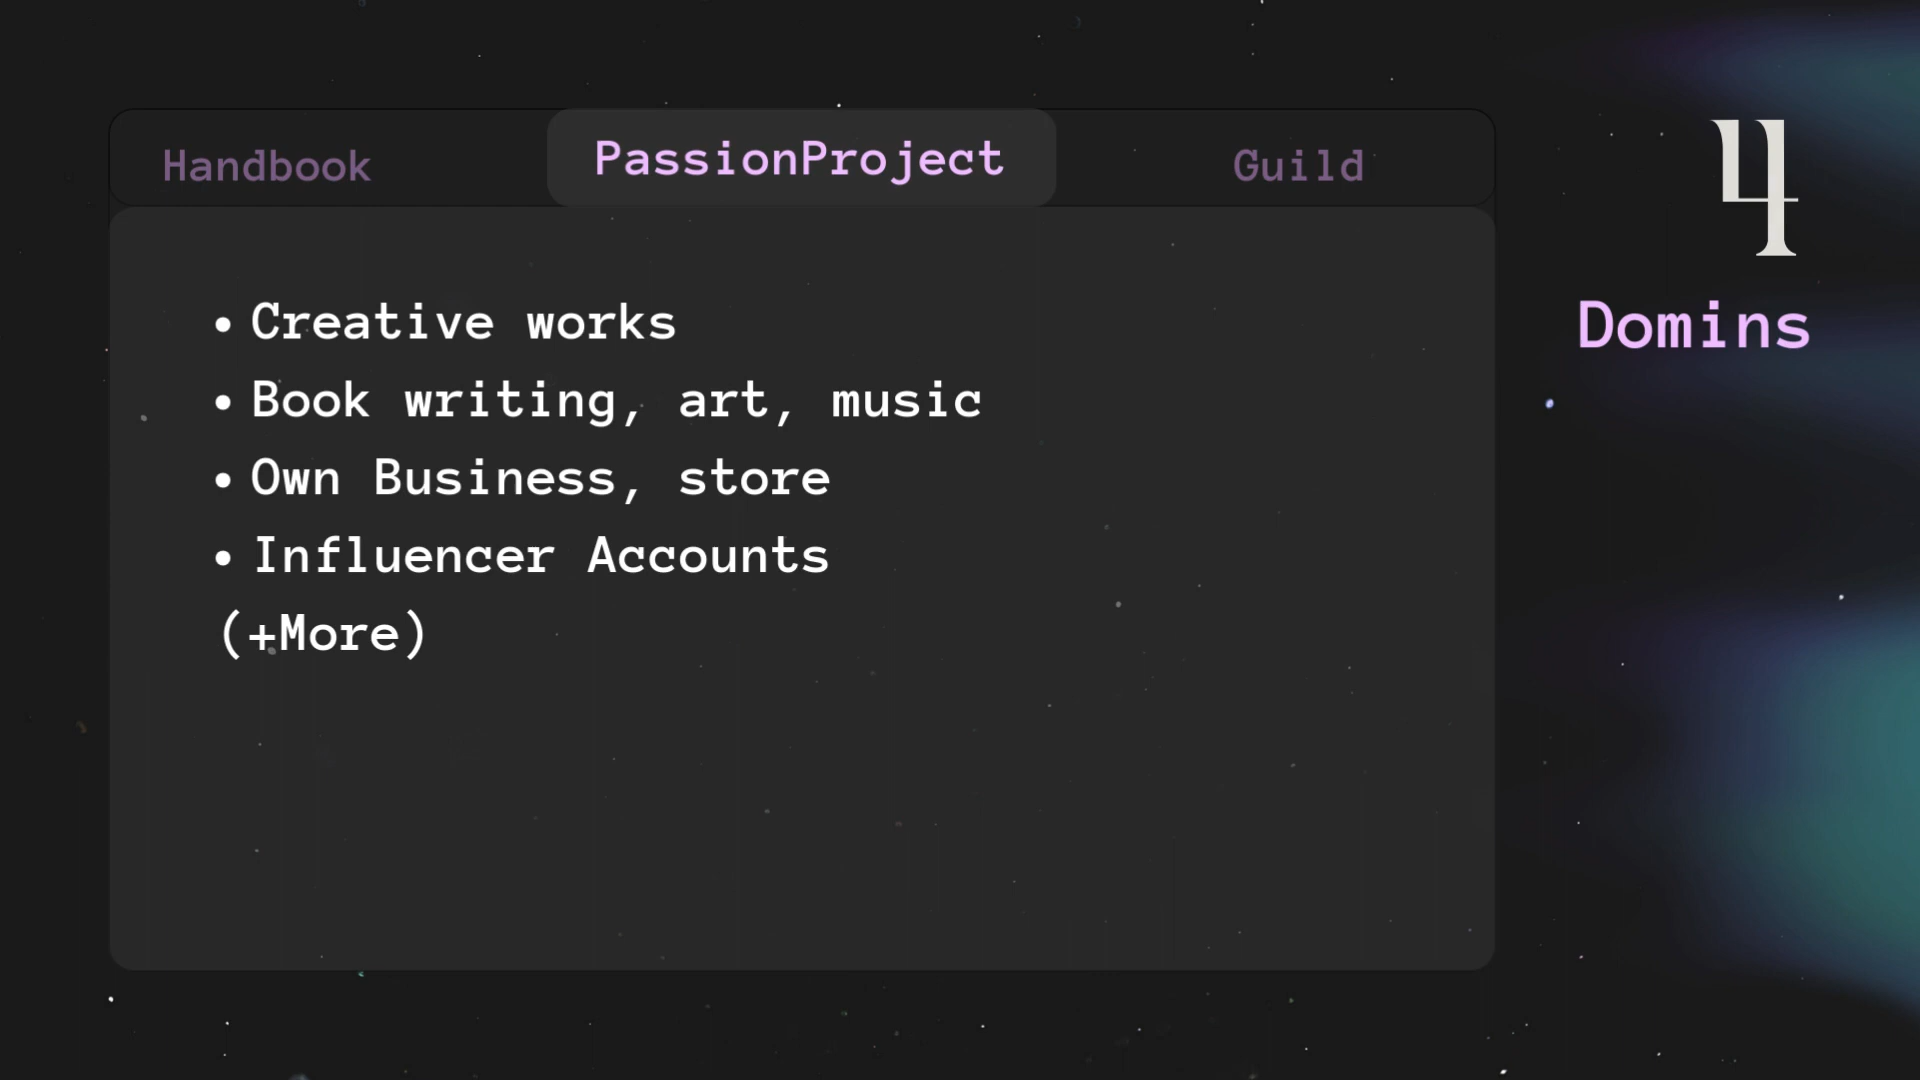 Handbook
PassionProject
Guild
4
Domins
• Creative works
• Book writing, art, music
• Own Business, store
• Influencer Accounts
(+More)